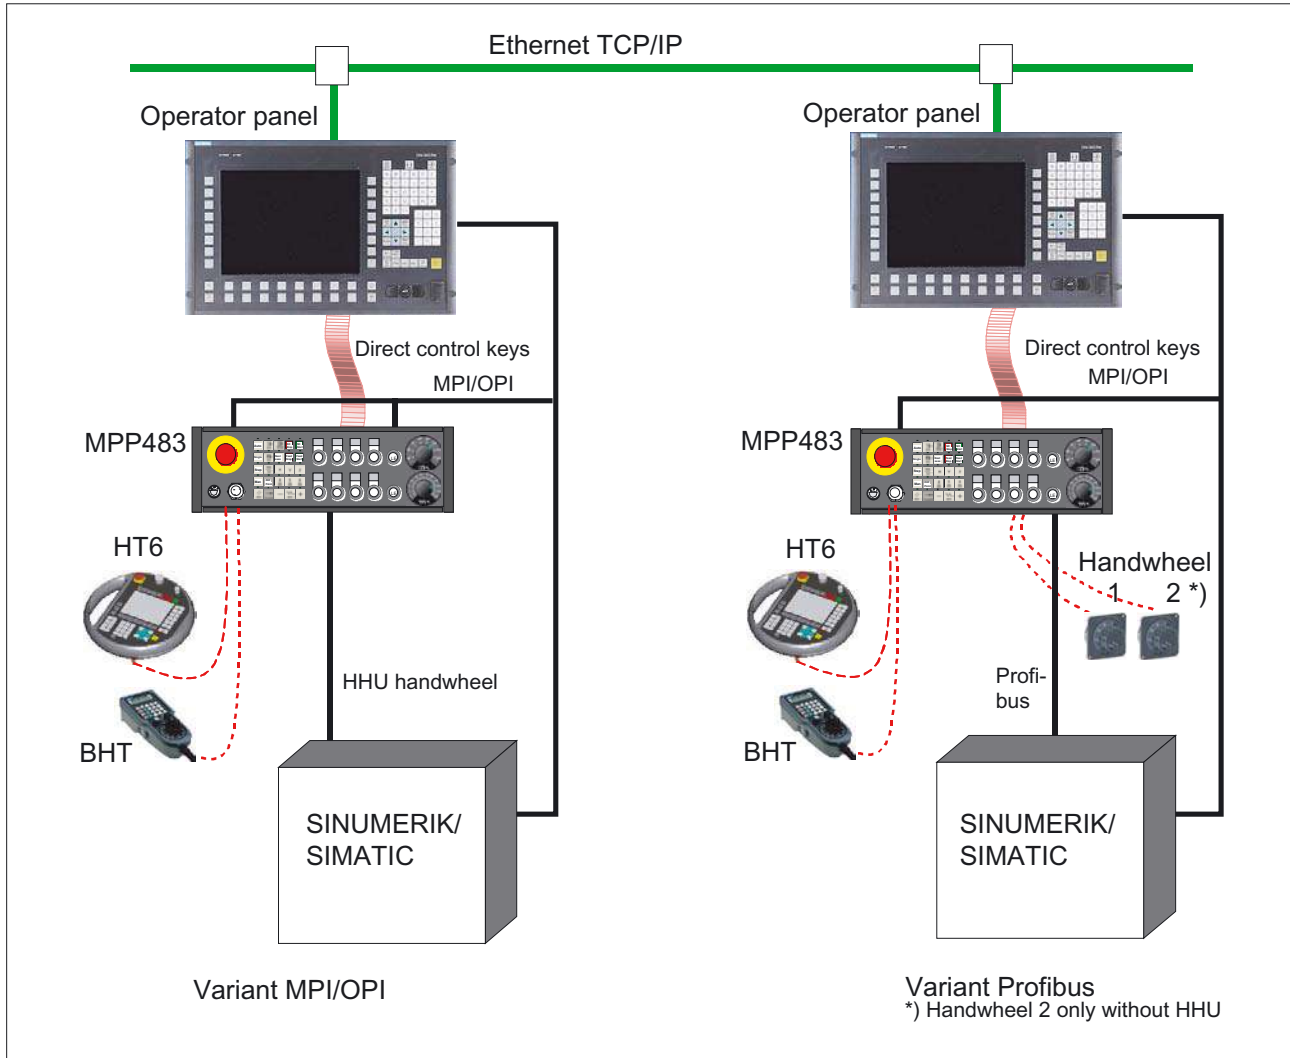 Ethernet TCP/IP
Operator panel
Direct control keys
MPI/OPI
MPP483
HT6
HHU handwheel
BHT
SINUMERIK/
SIMATIC
Variant MPI/OPI
Operator panel
Direct control keys
MPI/OPI
MPP483
HT6
Handwheel
1 2 *)
Profi-
bus
BHT
SINUMERIK/
SIMATIC
Variant Profibus
*) Handwheel 2 only without HHU